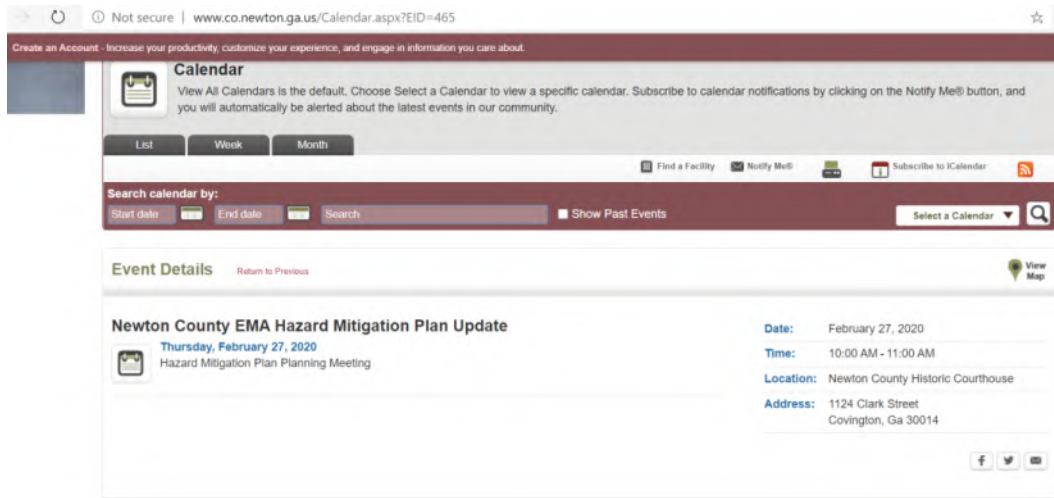 Not secure | www.co.newton.ga.us/Calendar.aspx?EID=465
Create an Account - Increase your productivity, customize your experience, and engage in information you care about.
Calendar
View All Calendars is the default. Choose Select a Calendar to view a specific calendar. Subscribe to calendar notifications by clicking on the Notify Me® button, and
you will automatically be alerted about the latest events in our community.
List Week Month
Find a Facility Notify Me® Subscribe to iCalendar
Search calendar by:
Start date End date Search Show Past Events Select a Calendar
Event Details Return to Previous View Map
Newton County EMA Hazard Mitigation Plan Update
Thursday, February 27, 2020
Hazard Mitigation Plan Planning Meeting
Date: February 27, 2020
Time: 10:00 AM - 11:00 AM
Location: Newton County Historic Courthouse
Address: 1124 Clark Street
Covington, Ga 30014